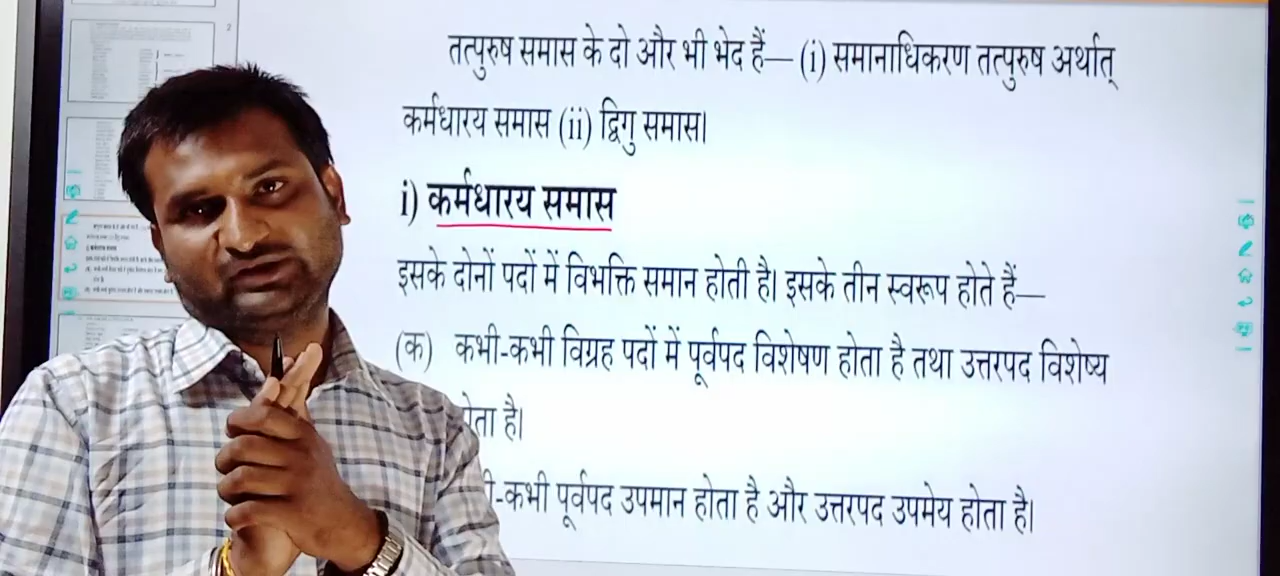 तत्पुरुष समास के दो और भी भेद हैं— (i) समानाधिकरण तत्पुरुष अर्थात्
कर्मधारय समास (ii) द्विगु समास।
i) कर्मधारय समास
इसके दोनों पदों में विभक्ति समान होती है। इसके तीन स्वरूप होते हैं—
(क) कभी-कभी विग्रह पदों में पूर्वपद विशेषण होता है तथा उत्तरपद विशेष्य
है।
कभी पूर्वपद उपमान होता है और उत्तरपद उपमेय होता है।
2